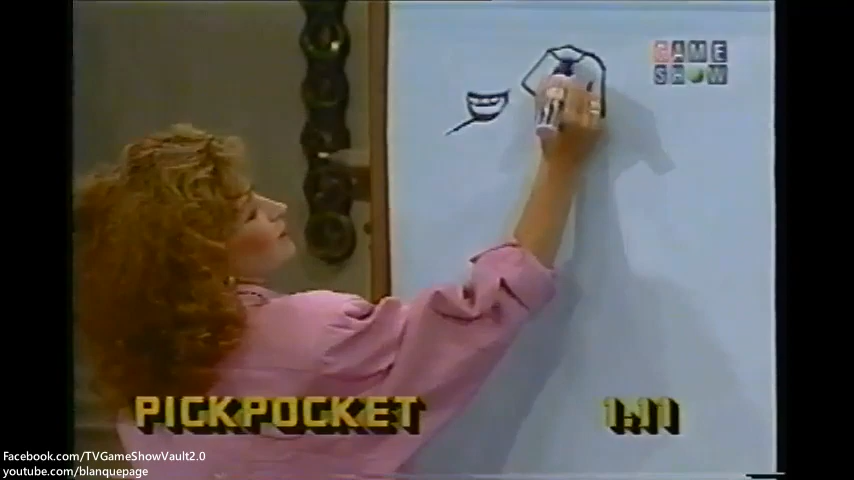 GAME
SHOW
PICKPOCKET 1:11
Facebook.com/TVGameShowVault2.0
youtube.com/blanquepage